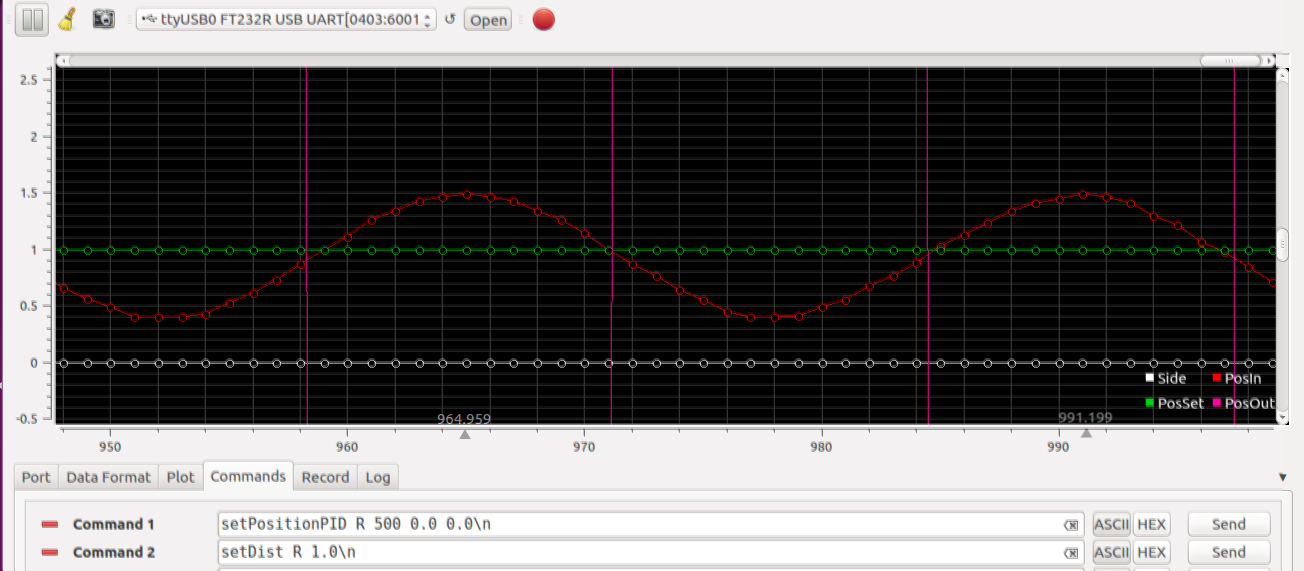 ttyUSB0 FT232R USB UART[0403:6001 Open
2.5
2
1.5
1
0.5
0
-0.5
Side PosIn
PosSet PosOut
964.959 991.199
950 960 970 980 990
Port Data Format Plot Commands Record Log
Command 1 setPositionPID R 500 0.0 0.0\n ASCII HEX Send
Command 2 setDist R 1.0\n ASCII HEX Send